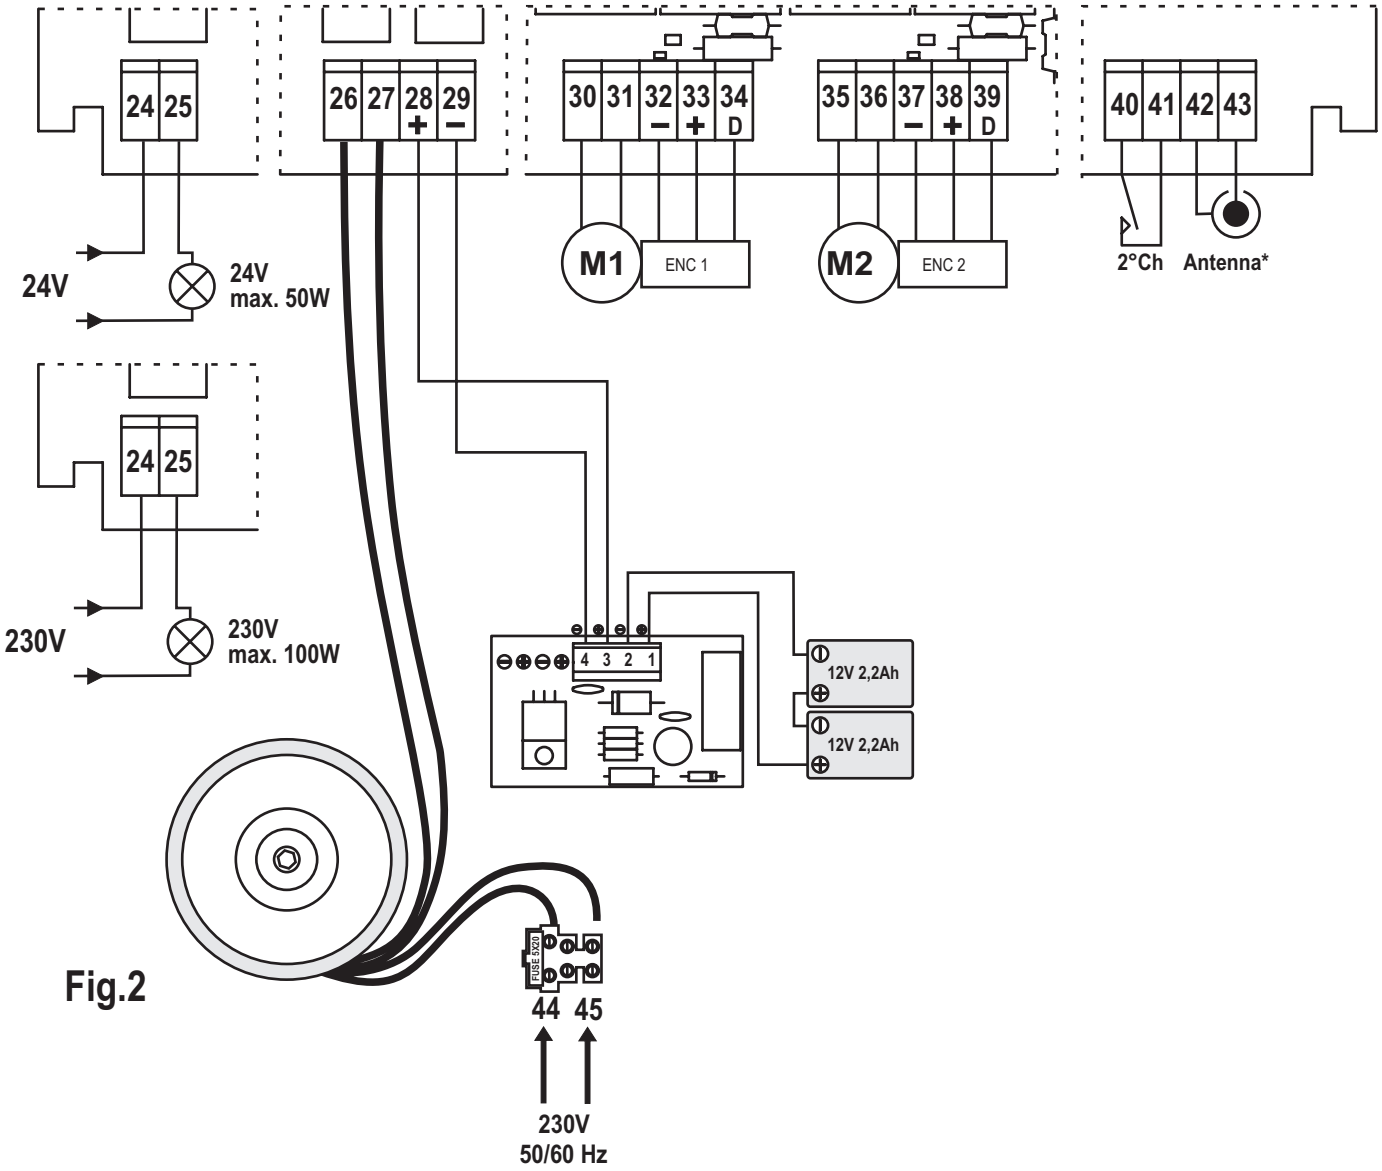 24 25
26 27 28 29
+ −
30 31 32 33 34
− + D
35 36 37 38 39
− + D
40 41 42 43
24V
24V
max. 50W
M1
ENC 1
M2
ENC 2
2°Ch
Antenna*
24 25
230V
230V
max. 100W
4 3 2 1
12V 2,2Ah
12V 2,2Ah
FUSE 5X20
44 45
230V
50/60 Hz
Fig.2